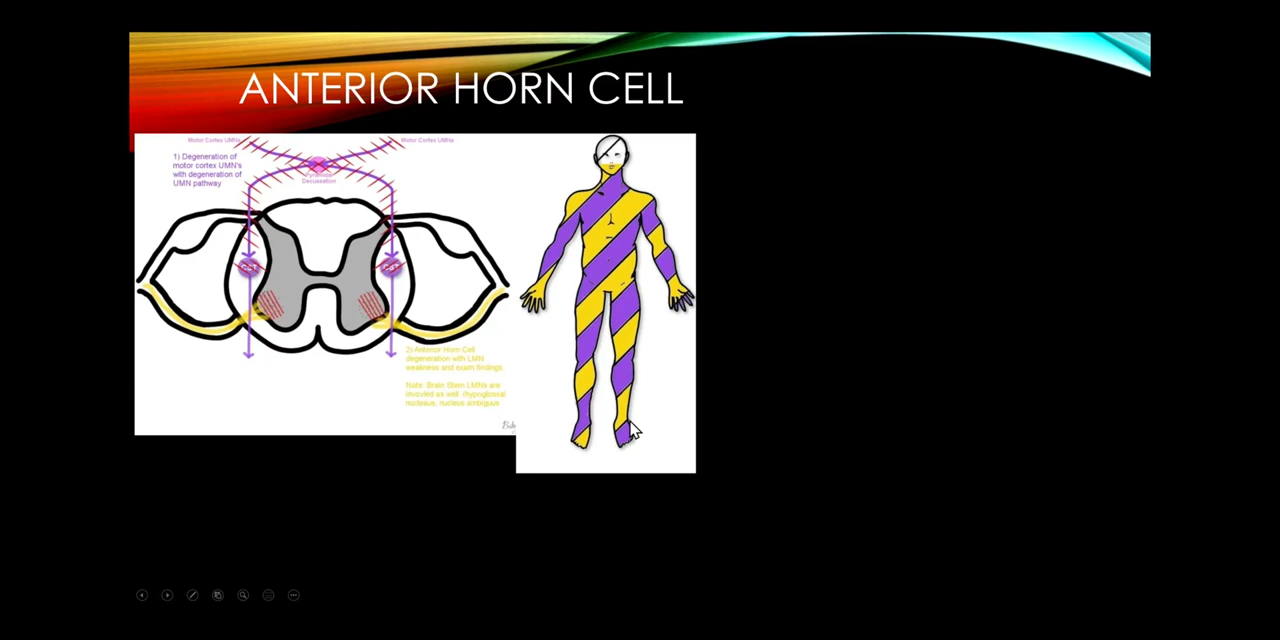 ANTERIOR HORN CELL
Motor Cortex UMNs
Motor Cortex UMNs
1) Degeneration of
motor cortex UMN's
with degeneration of
UMN pathway
Pyramidal
Decussation
2) Anterior Horn Cell
degeneration with LMN
weakness and exam findings
Note: Brain Stem LMNs are
involved as well (hypoglossal
nucleaus, nucleus ambiguus